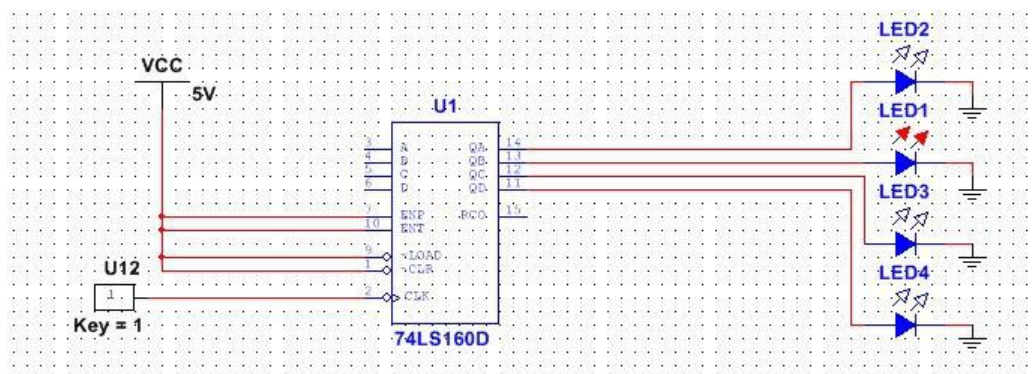 LED2
VCC
5V
U1
LED1
3 A QA 14
4 B QB 13
5 C QC 12
6 D QD 11
LED3
7 ENP RCO 15
10 ENT
9 ~LOAD
1 ~CLR
U12
LED4
1
2 CLK
Key = 1
74LS160D